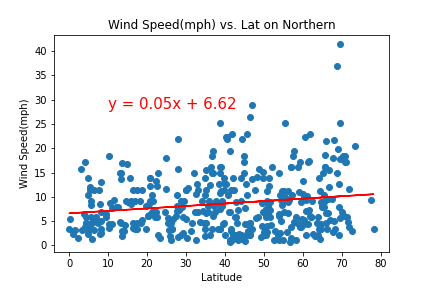 Wind Speed(mph) vs. Lat on Northern
Wind Speed(mph)
40
35
30
25
20
15
10
5
0
y = 0.05x + 6.62
0 10 20 30 40 50 60 70 80
Latitude